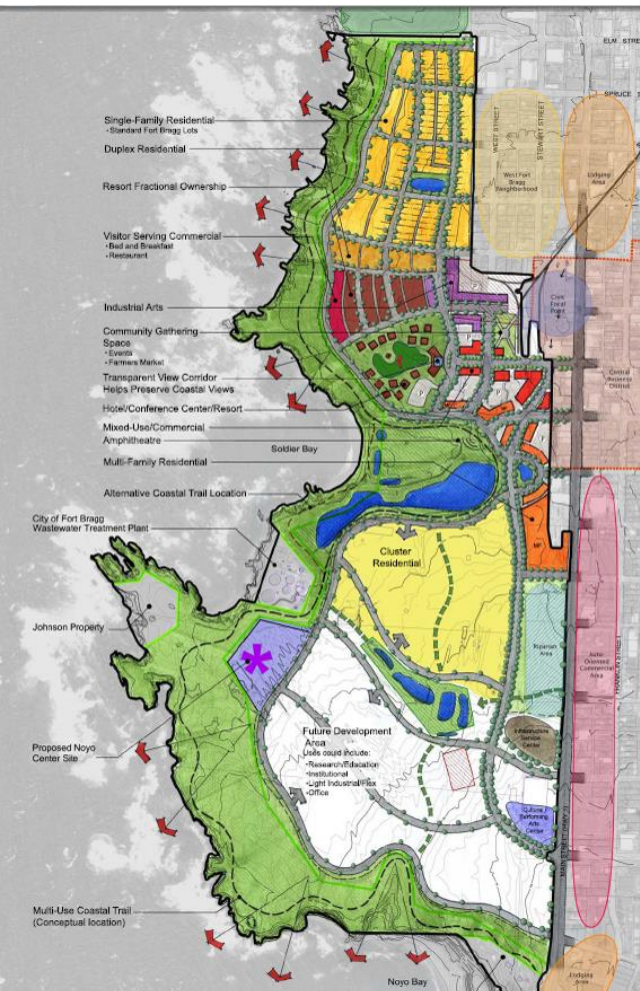 ELM STRE
SPRUCE S
WEST STREET
STEWART STREET
Single-Family Residential
• Standard Fort Bragg Lots
Duplex Residential
Resort Fractional Ownership
West Fort
Bragg
Neighborhood
Lodging
Area
Visitor Serving Commercial
• Bed and Breakfast
• Restaurant
Industrial Arts
Civic
Focal
Point
Community Gathering
Space
• Events
• Farmers Market
Transparent View Corridor
Helps Preserve Coastal Views
Central
Business
District
Hotel/Conference Center/Resort
Mixed-Use/Commercial
Amphitheatre
Soldier Bay
Multi-Family Residential
Alternative Coastal Trail Location
City of Fort Bragg
Wastewater Treatment Plant
MF
Cluster
Residential
Johnson Property
Riparian
Area
Auto-
Oriented
Commercial
Area
FRANKLIN STREET
Proposed Noyo
Center Site
Future Development
Area
Uses could include:
•Research/Education
•Institutional
•Light Industrial/Flex
•Office
Infrastructure
Service
Center
Cultural
Performing
Arts
Center
Multi-Use Coastal Trail
(Conceptual location)
Noyo Bay
Lodging
Area